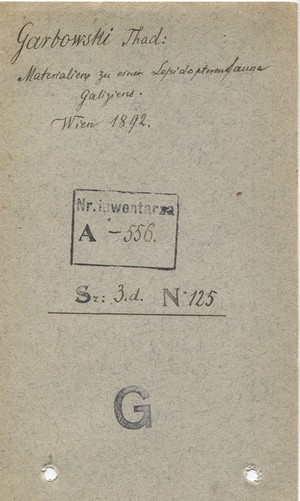 Garbowski Thad:
Materialien zu einer Lepidopterenfauna
Galiziens.
Wien 1892.
Nr. inwentarza
A – 556.
Sz: 3.d. N 125
G